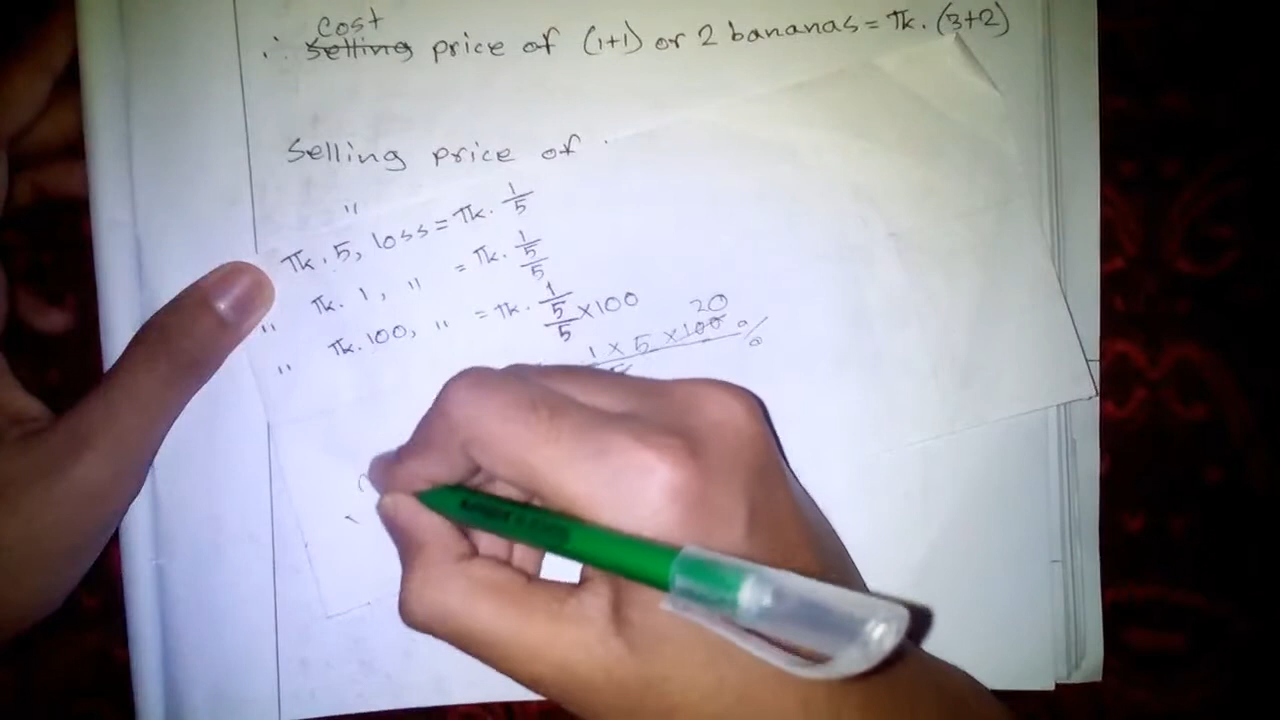 ∴ cost selling price of (1+1) or 2 bananas = Tk. (3+2)
Selling price of
"
Tk. 5, loss = Tk. 1/5
" Tk. 1, " = Tk. 1/5/5
" Tk. 100, " = Tk. 1/5/5 ×100
1 × 5 × 100 20 %